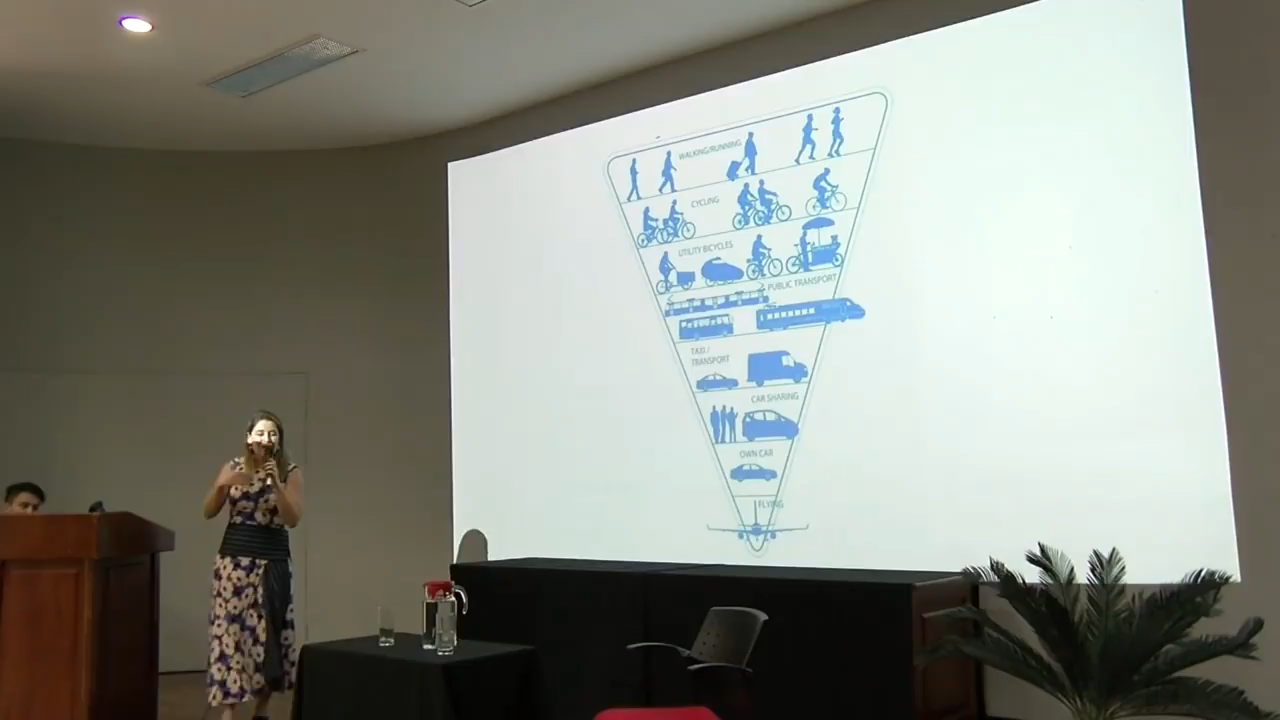 WALKING/RUNNING
CYCLING
UTILITY BICYCLES
PUBLIC TRANSPORT
TAXI /
TRANSPORT
CAR SHARING
OWN CAR
FLYING